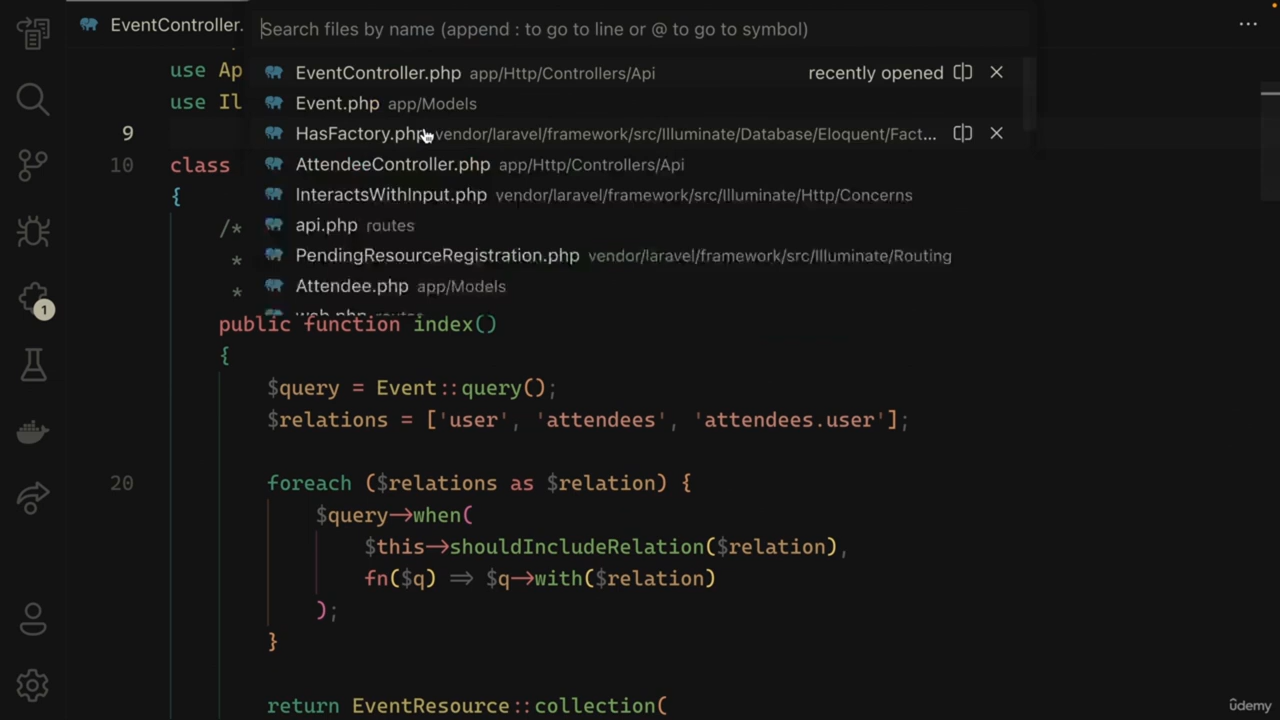 EventController.
Search files by name (append : to go to line or @ to go to symbol)
use Ap
EventController.php app/Http/Controllers/Api recently opened
use Il
Event.php app/Models
9
HasFactory.php vendor/laravel/framework/src/Illuminate/Database/Eloquent/Fact...
10 class
AttendeeController.php app/Http/Controllers/Api
{
InteractsWithInput.php vendor/laravel/framework/src/Illuminate/Http/Concerns
/*
api.php routes
*
PendingResourceRegistration.php vendor/laravel/framework/src/Illuminate/Routing
*
Attendee.php app/Models
web.php routes
public function index()
{
$query = Event::query();
$relations = ['user', 'attendees', 'attendees.user'];
20 foreach ($relations as $relation) {
$query->when(
$this->shouldIncludeRelation($relation),
fn($q) => $q->with($relation)
);
}
return EventResource::collection(
1
ûdemy